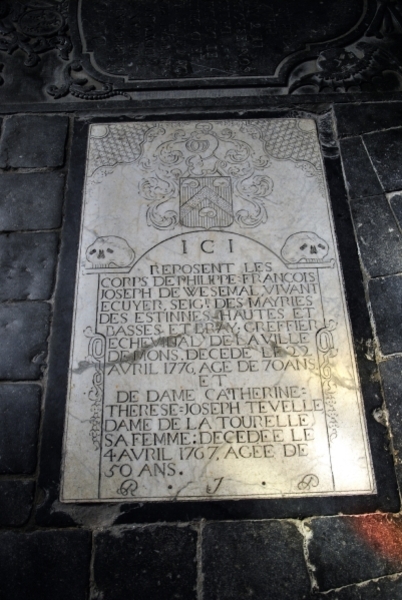 ICI
REPOSENT LES
CORPS DE PHILIPPE FRANÇOIS
JOSEPH DE WESEMAL, VIVANT
ECUYER, SEIG: DES MAYRIES
DES ESTINNES HAUTES ET
BASSES ET BRAY, GREFFIER
ECHEVINAL DE LA VILLE
DE MONS, DECEDE LE 22
AVRIL 1776, AGE DE 70 ANS
ET
DE DAME CATHERINE:
THERESE=JOSEPH TEVELLE
DAME DE LA TOURELLE
SA FEMME: DECEDEE LE
4 AVRIL 1767, AGEE DE
50 ANS.
R J P